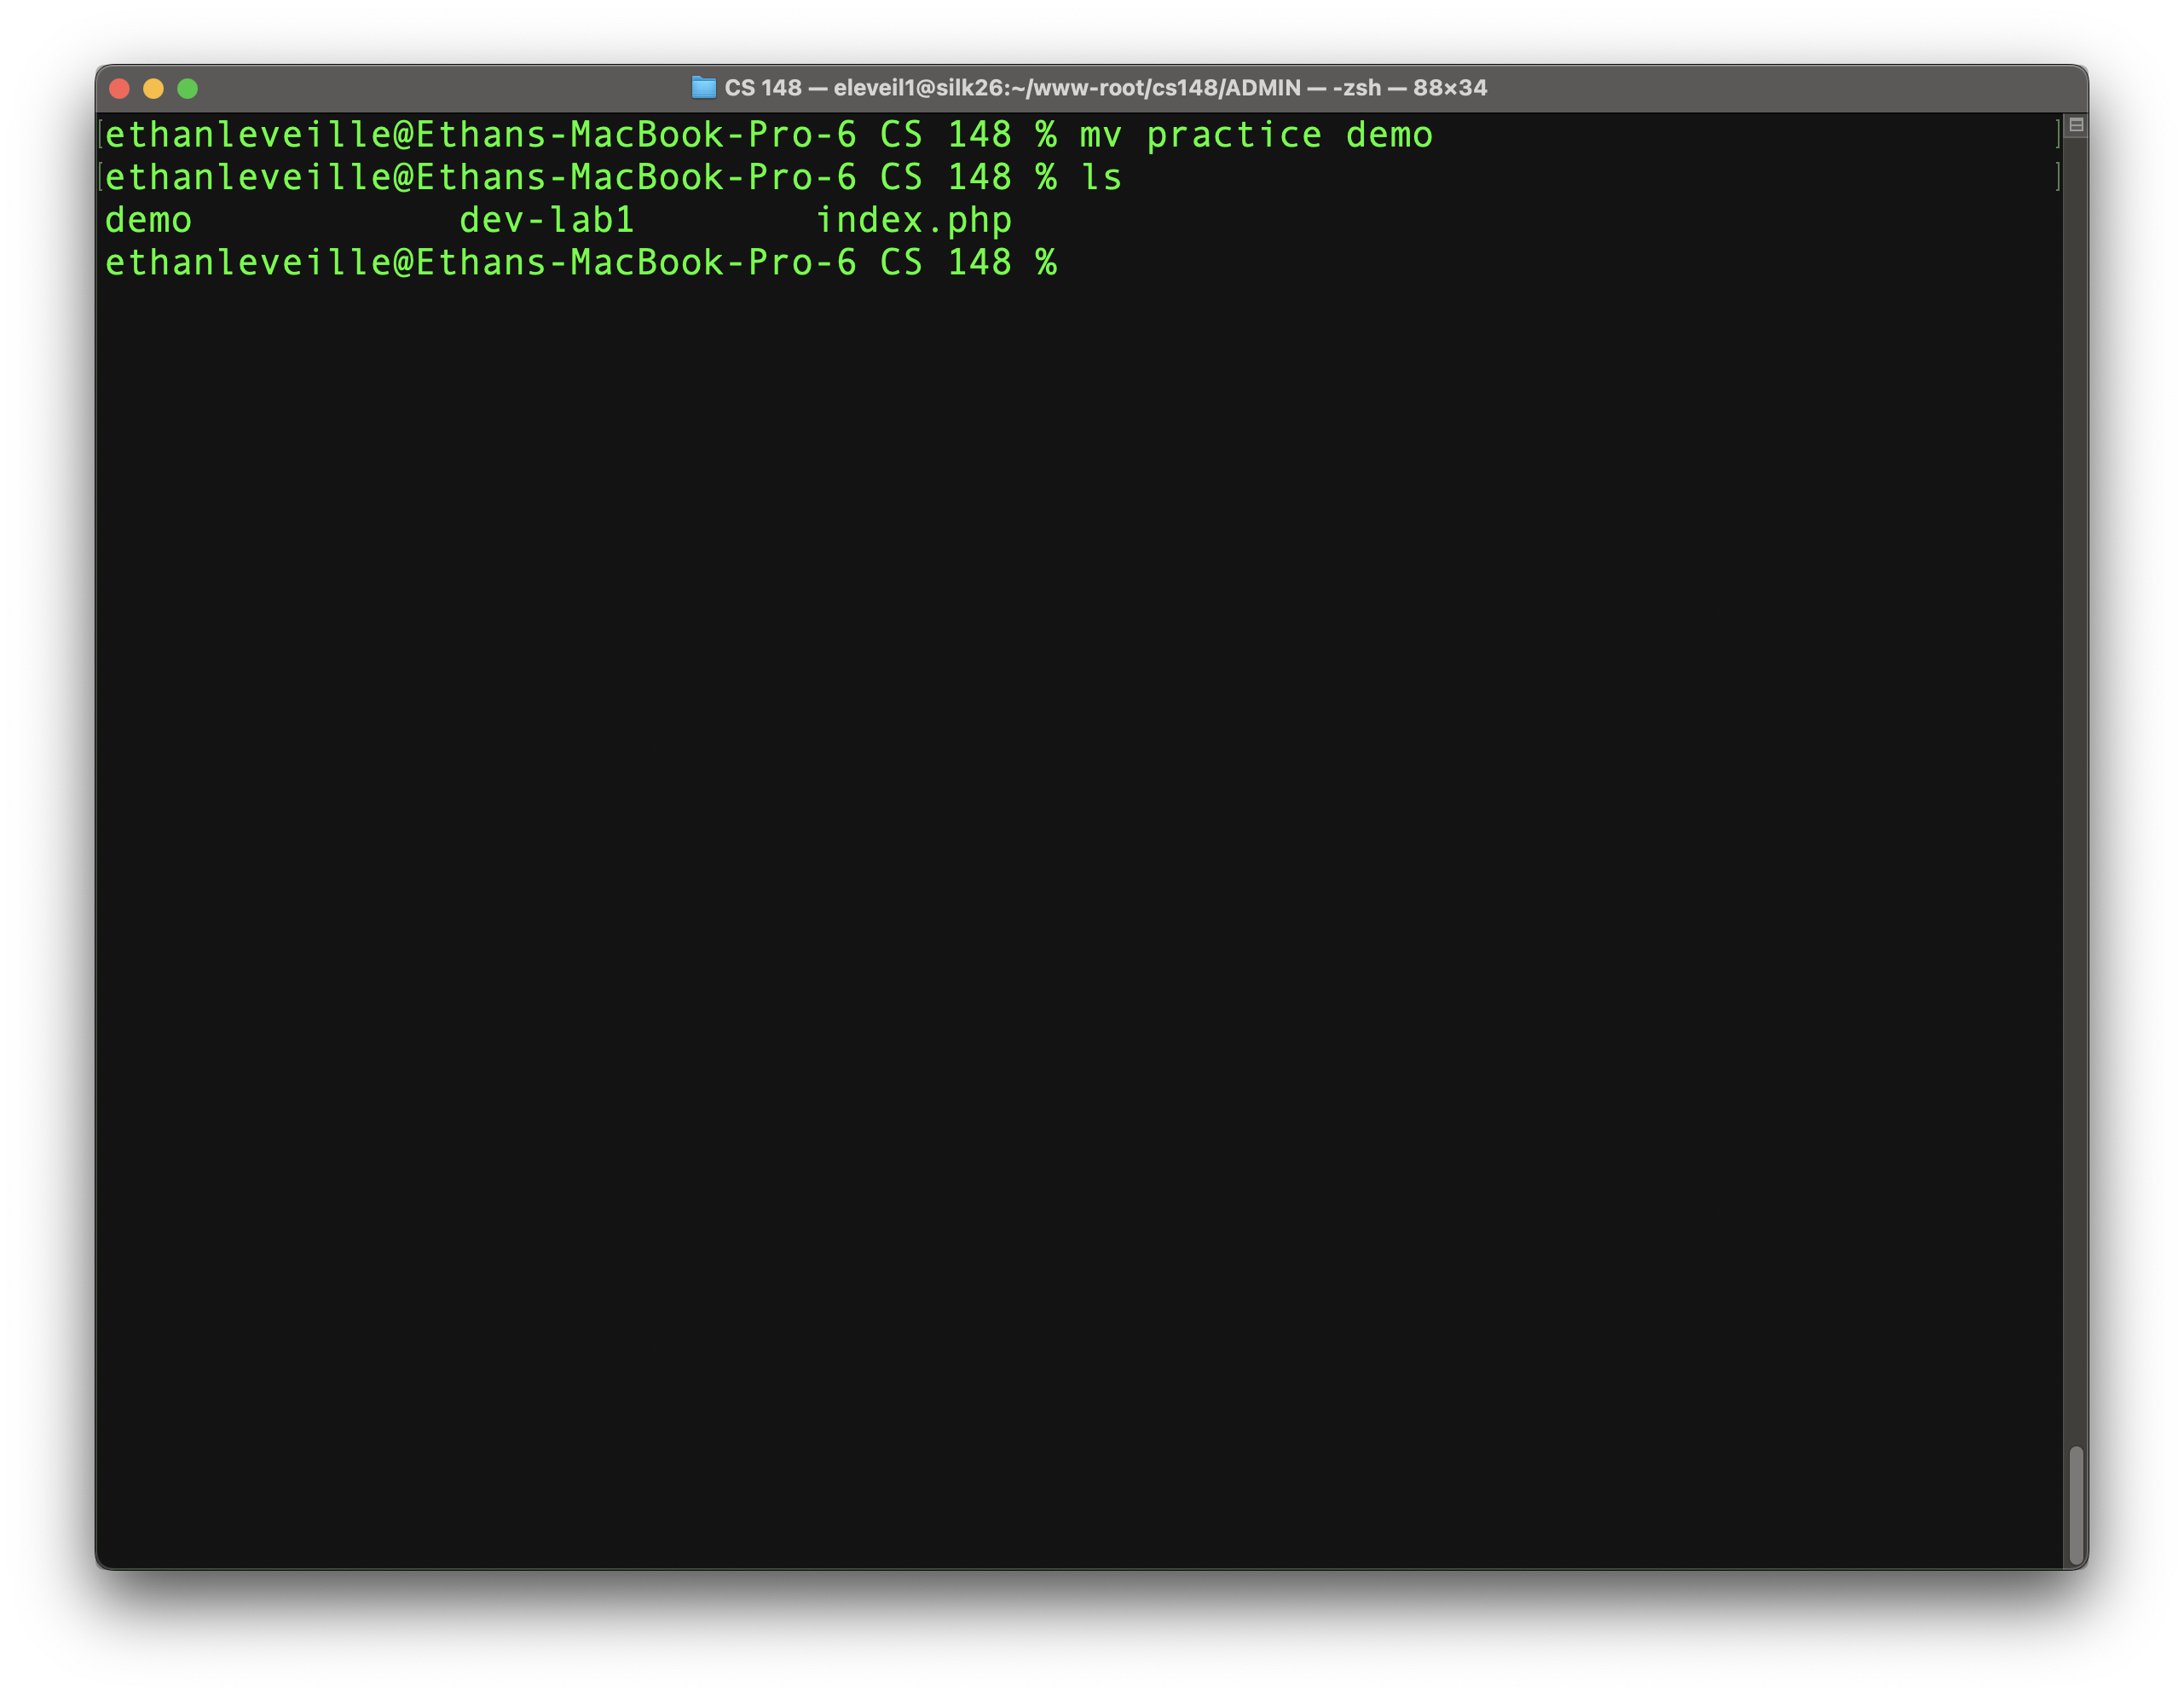 CS 148 — eleveil1@silk26:~/www-root/cs148/ADMIN — -zsh — 88×34
[ethanleveille@Ethans-MacBook-Pro-6 CS 148 % mv practice demo ]
[ethanleveille@Ethans-MacBook-Pro-6 CS 148 % ls ]
demo dev-lab1 index.php
ethanleveille@Ethans-MacBook-Pro-6 CS 148 %